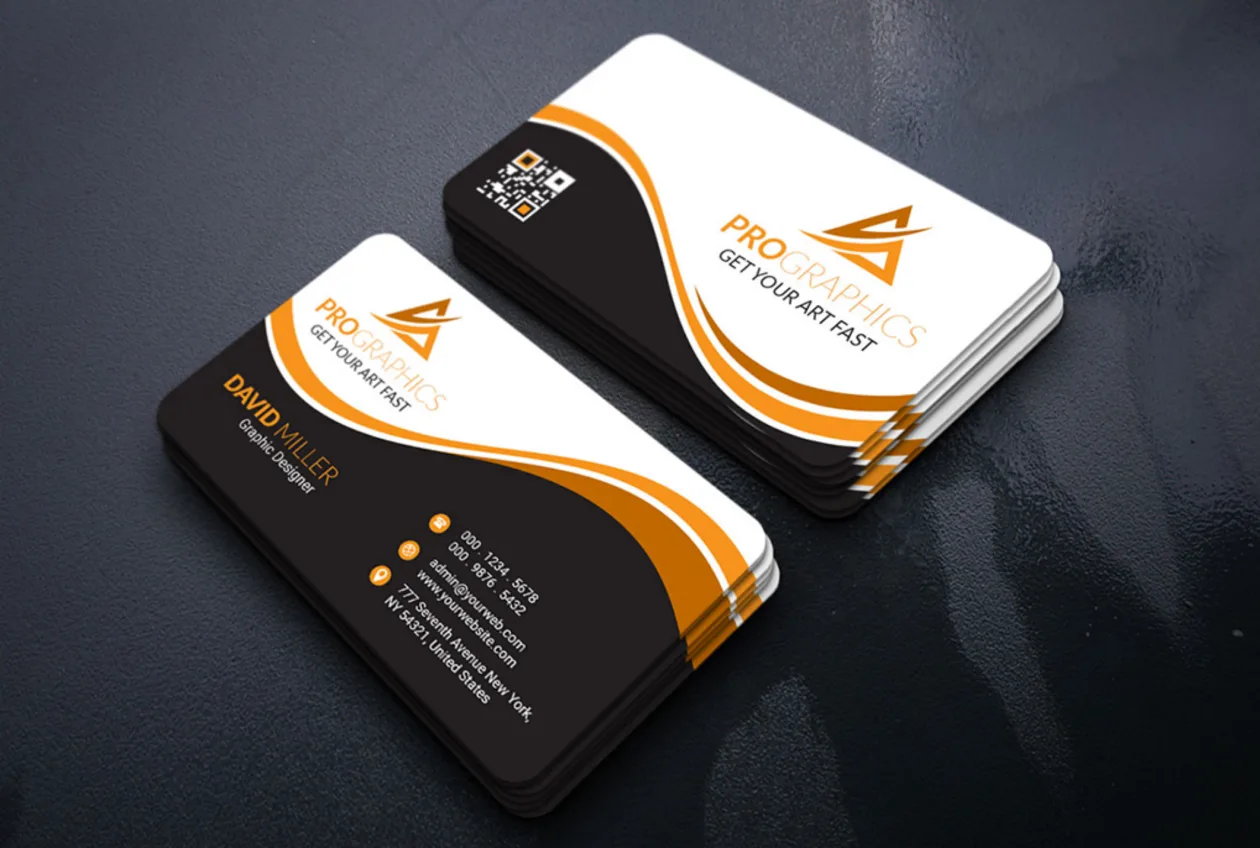 PROGRAPHICS
GET YOUR ART FAST
PROGRAPHICS
GET YOUR ART FAST
DAVID MILLER
Graphic Designer
000 . 1234 . 5678
000 . 9876 . 5432
admin@yourweb.com
www.yourwebsite.com
777 Seventh Avenue New York,
NY 54321, United States